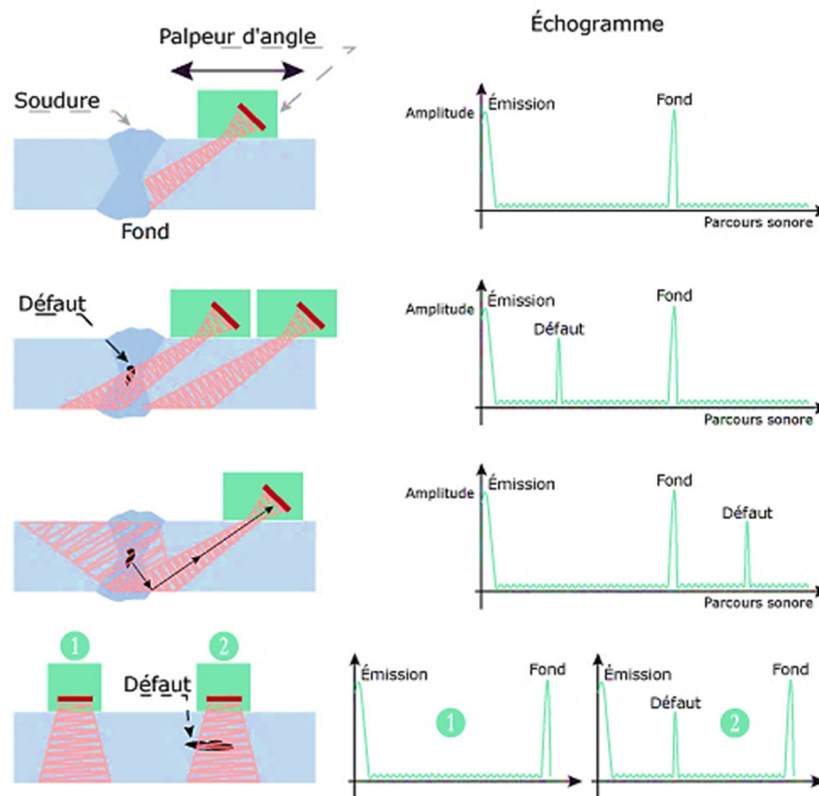 Palpeur d'angle
Soudure
Fond
Échogramme
Amplitude
Émission
Fond
Parcours sonore
Défaut
Amplitude
Émission
Défaut
Fond
Parcours sonore
Amplitude
Émission
Fond
Défaut
Parcours sonore
1
2
Défaut
Émission
Fond
1
Émission
Fond
Défaut
2